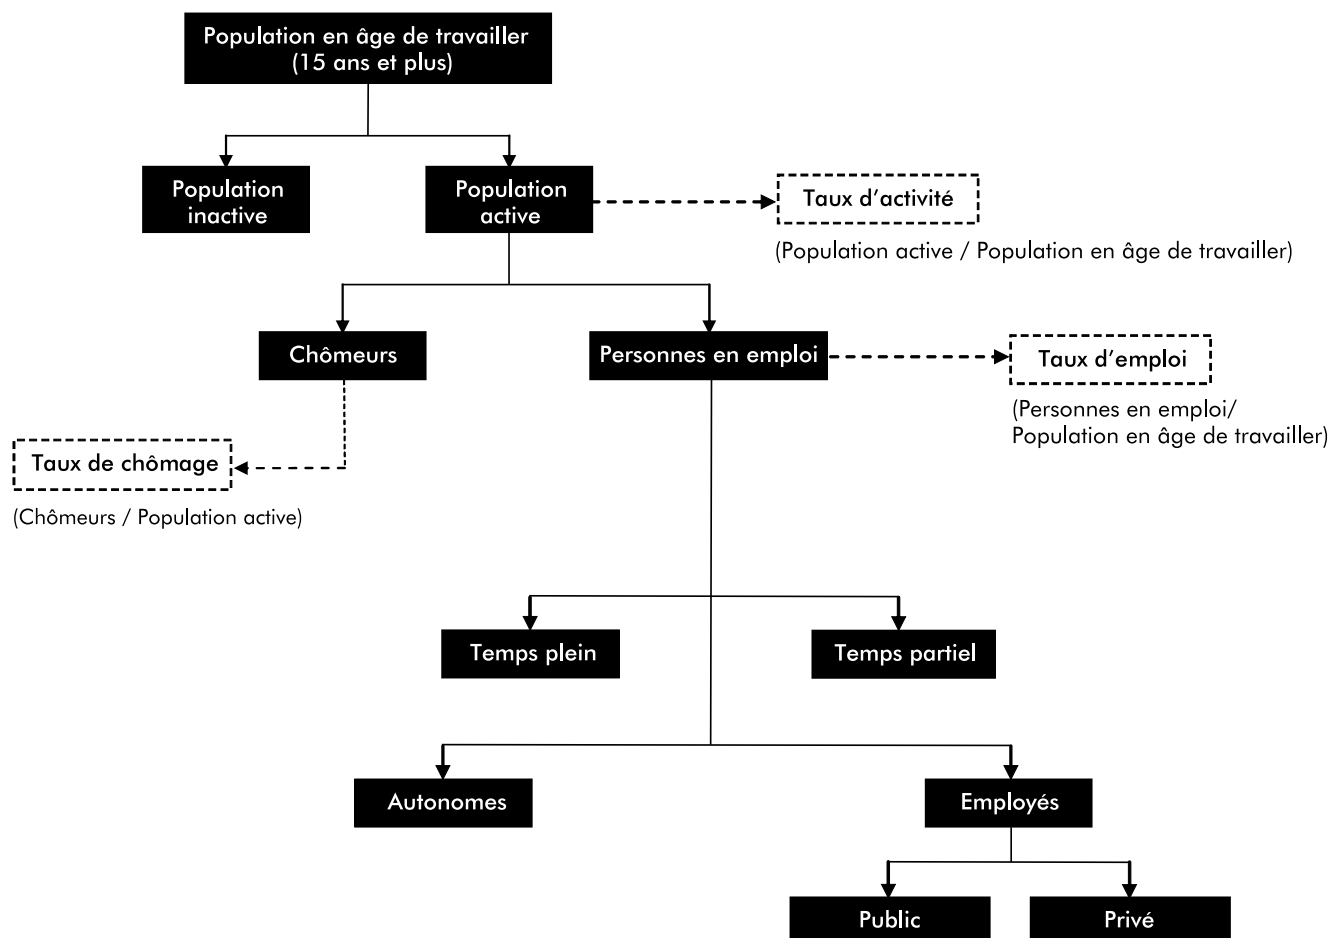 Population en âge de travailler
(15 ans et plus)
Population
inactive
Population
active
Taux d'activité
(Population active / Population en âge de travailler)
Chômeurs
Personnes en emploi
Taux d'emploi
(Personnes en emploi/
Population en âge de travailler)
Taux de chômage
(Chômeurs / Population active)
Temps plein
Temps partiel
Autonomes
Employés
Public
Privé